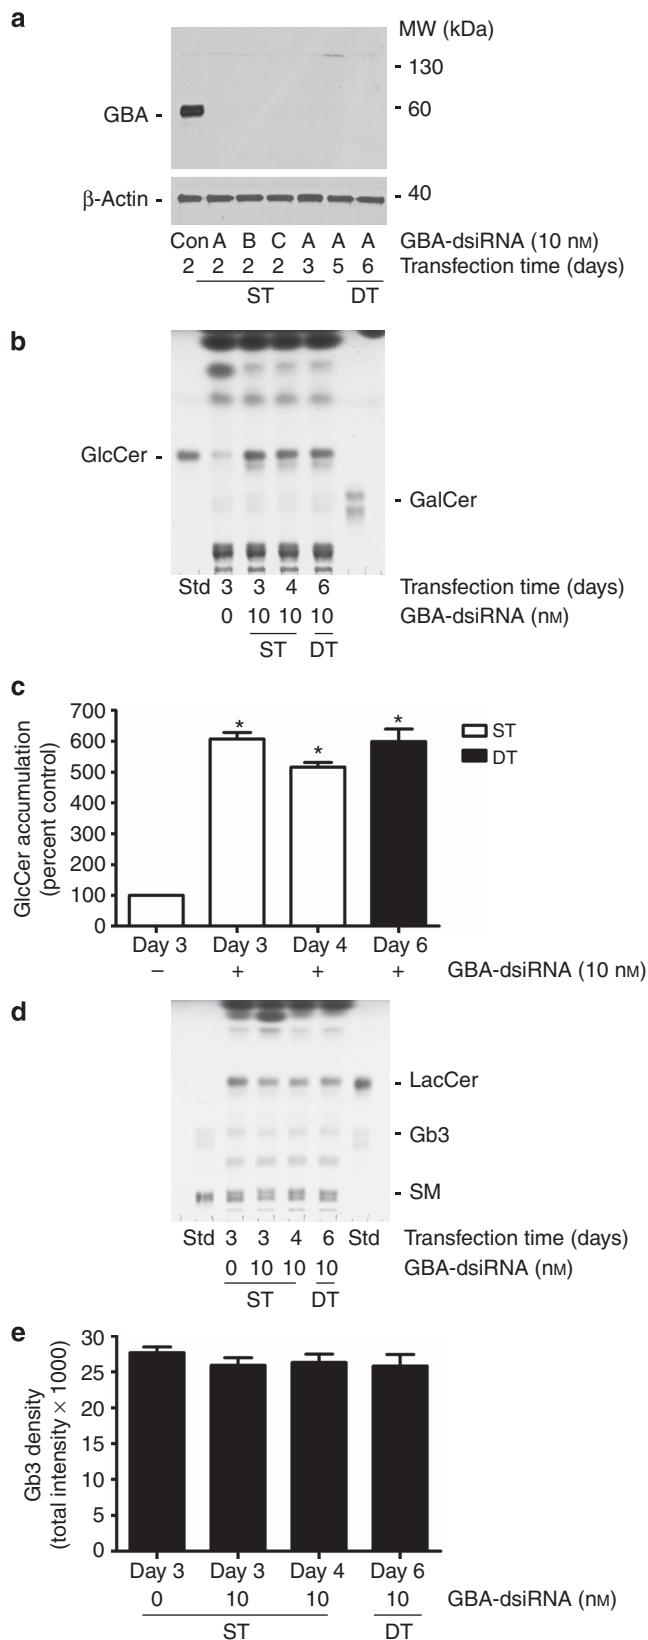 a
MW (kDa)
- 130
GBA -
- 60
β-Actin -
- 40
Con A B C A A A GBA-dsiRNA (10 nM)
2 2 2 2 3 5 6 Transfection time (days)
ST DT
b
GlcCer -
- GalCer
Std 3 3 4 6 Transfection time (days)
0 10 10 10 GBA-dsiRNA (nM)
ST DT
c
GlcCer accumulation
(percent control)
700
600
500
400
300
200
100
0
* * *
ST
DT
Day 3 Day 3 Day 4 Day 6
− + + + GBA-dsiRNA (10 nM)
d
- LacCer
- Gb3
- SM
Std 3 3 4 6 Std Transfection time (days)
0 10 10 10 GBA-dsiRNA (nM)
ST DT
e
Gb3 density
(total intensity × 1000)
30
25
20
15
10
5
0
Day 3 Day 3 Day 4 Day 6
0 10 10 10 GBA-dsiRNA (nM)
ST DT